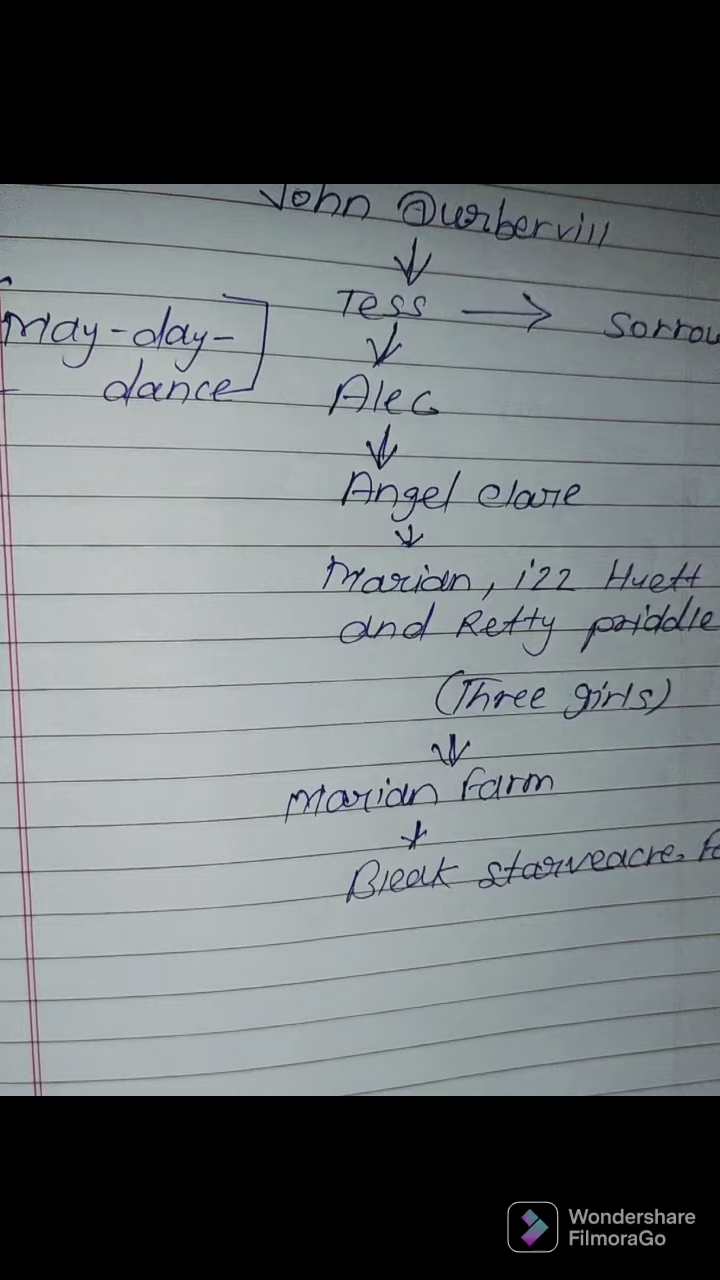 John Durbervill
↓
Tess → Sorrow
May-day-
dance
↓
Alec
↓
Angel Clare
↓
Marian, izz Huett
and Retty priddle
(Three girls)
↓
Marian Farm
↓
Bleak starveacre.
Wondershare
FilmoraGo